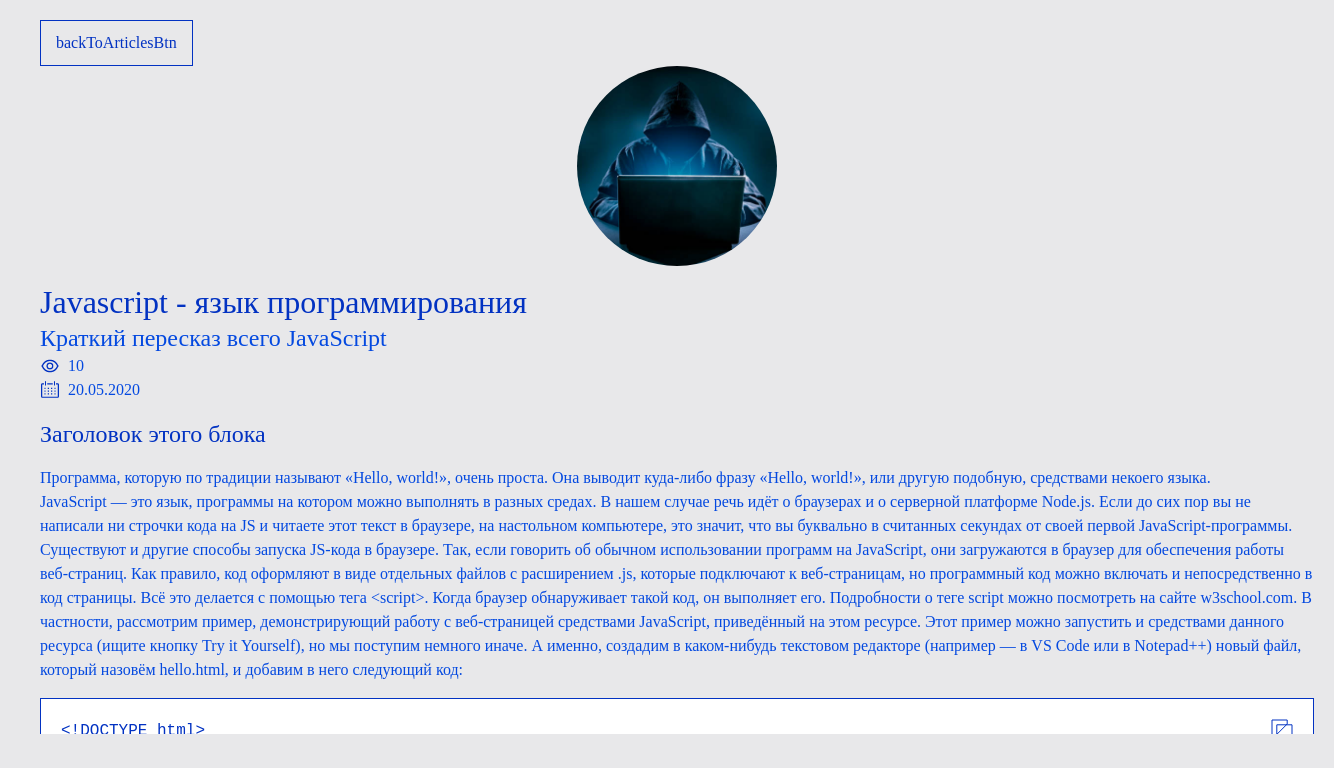 backToArticlesBtn
Javascript - язык программирования
Краткий пересказ всего JavaScript
10
20.05.2020
Заголовок этого блока
Программа, которую по традиции называют «Hello, world!», очень проста. Она выводит куда-либо фразу «Hello, world!», или другую подобную, средствами некоего языка.
JavaScript — это язык, программы на котором можно выполнять в разных средах. В нашем случае речь идёт о браузерах и о серверной платформе Node.js. Если до сих пор вы не
написали ни строчки кода на JS и читаете этот текст в браузере, на настольном компьютере, это значит, что вы буквально в считанных секундах от своей первой JavaScript-программы.
Существуют и другие способы запуска JS-кода в браузере. Так, если говорить об обычном использовании программ на JavaScript, они загружаются в браузер для обеспечения работы
веб-страниц. Как правило, код оформляют в виде отдельных файлов с расширением .js, которые подключают к веб-страницам, но программный код можно включать и непосредственно в
код страницы. Всё это делается с помощью тега <script>. Когда браузер обнаруживает такой код, он выполняет его. Подробности о теге script можно посмотреть на сайте w3school.com. В
частности, рассмотрим пример, демонстрирующий работу с веб-страницей средствами JavaScript, приведённый на этом ресурсе. Этот пример можно запустить и средствами данного
ресурса (ищите кнопку Try it Yourself), но мы поступим немного иначе. А именно, создадим в каком-нибудь текстовом редакторе (например — в VS Code или в Notepad++) новый файл,
который назовём hello.html, и добавим в него следующий код:
<!DOCTYPE html>